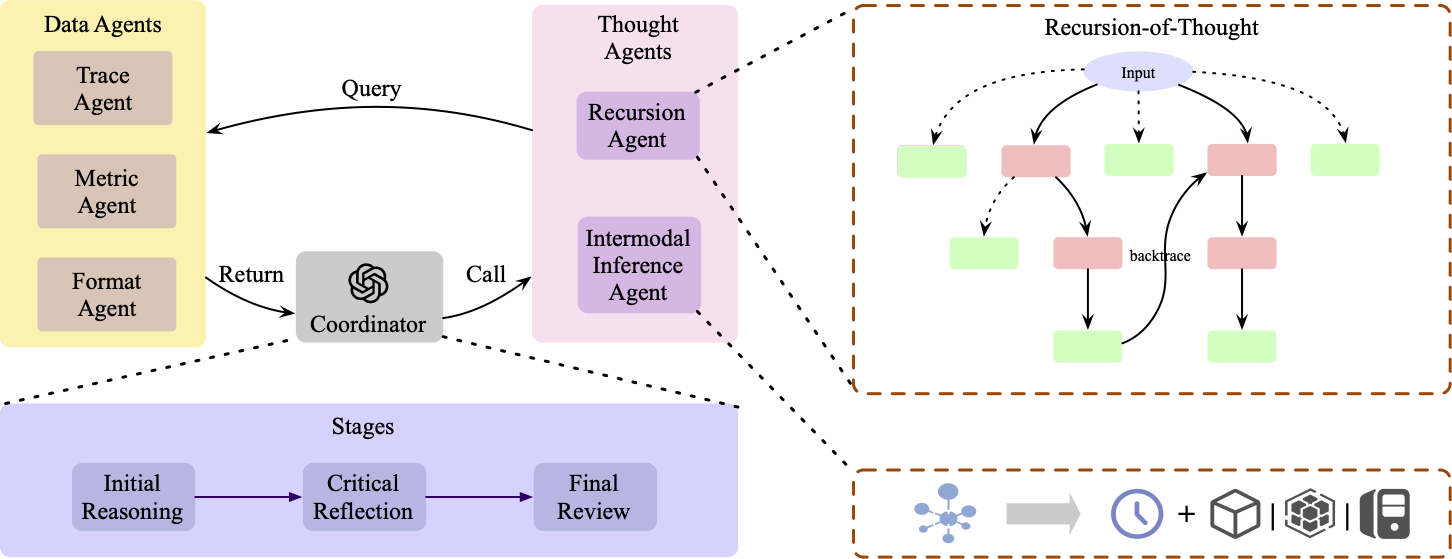 Data Agents
Trace
Agent
Metric
Agent
Format
Agent
Query
Return
Coordinator
Call
Thought
Agents
Recursion
Agent
Intermodal
Inference
Agent
Stages
Initial
Reasoning
Critical
Reflection
Final
Review
Recursion-of-Thought
Input
backtrace
+ | |